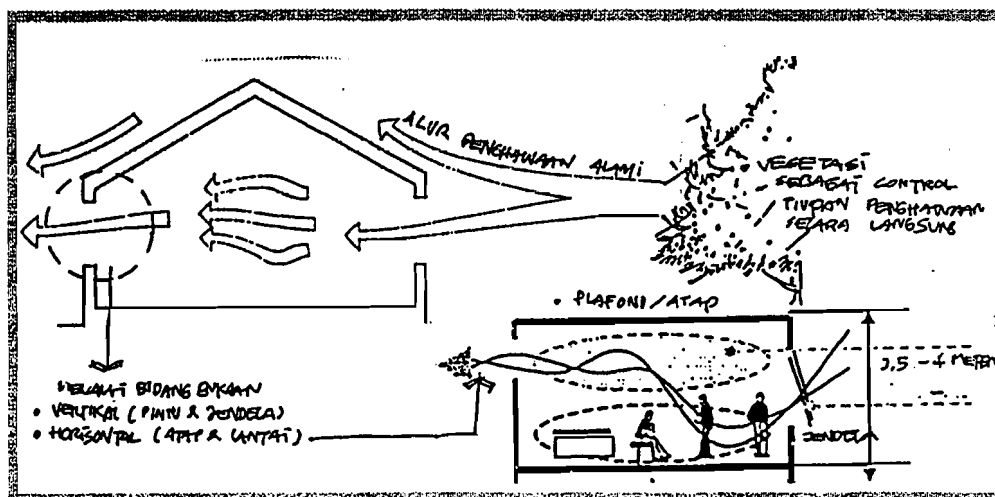 ALUR PENGHAWAAN ALAMI
• VEGETASI
SEBAGAI CONTROL
TIUPAN PENGHAWAAN
SECARA LANGSUNG
• PLAFOND/ATAP
3,5 - 4 METER
JENDELA
MELALUI BIDANG BUKAAN
• VERTIKAL (PINTU & JENDELA)
• HORISONTAL (ATAP & LANTAI)